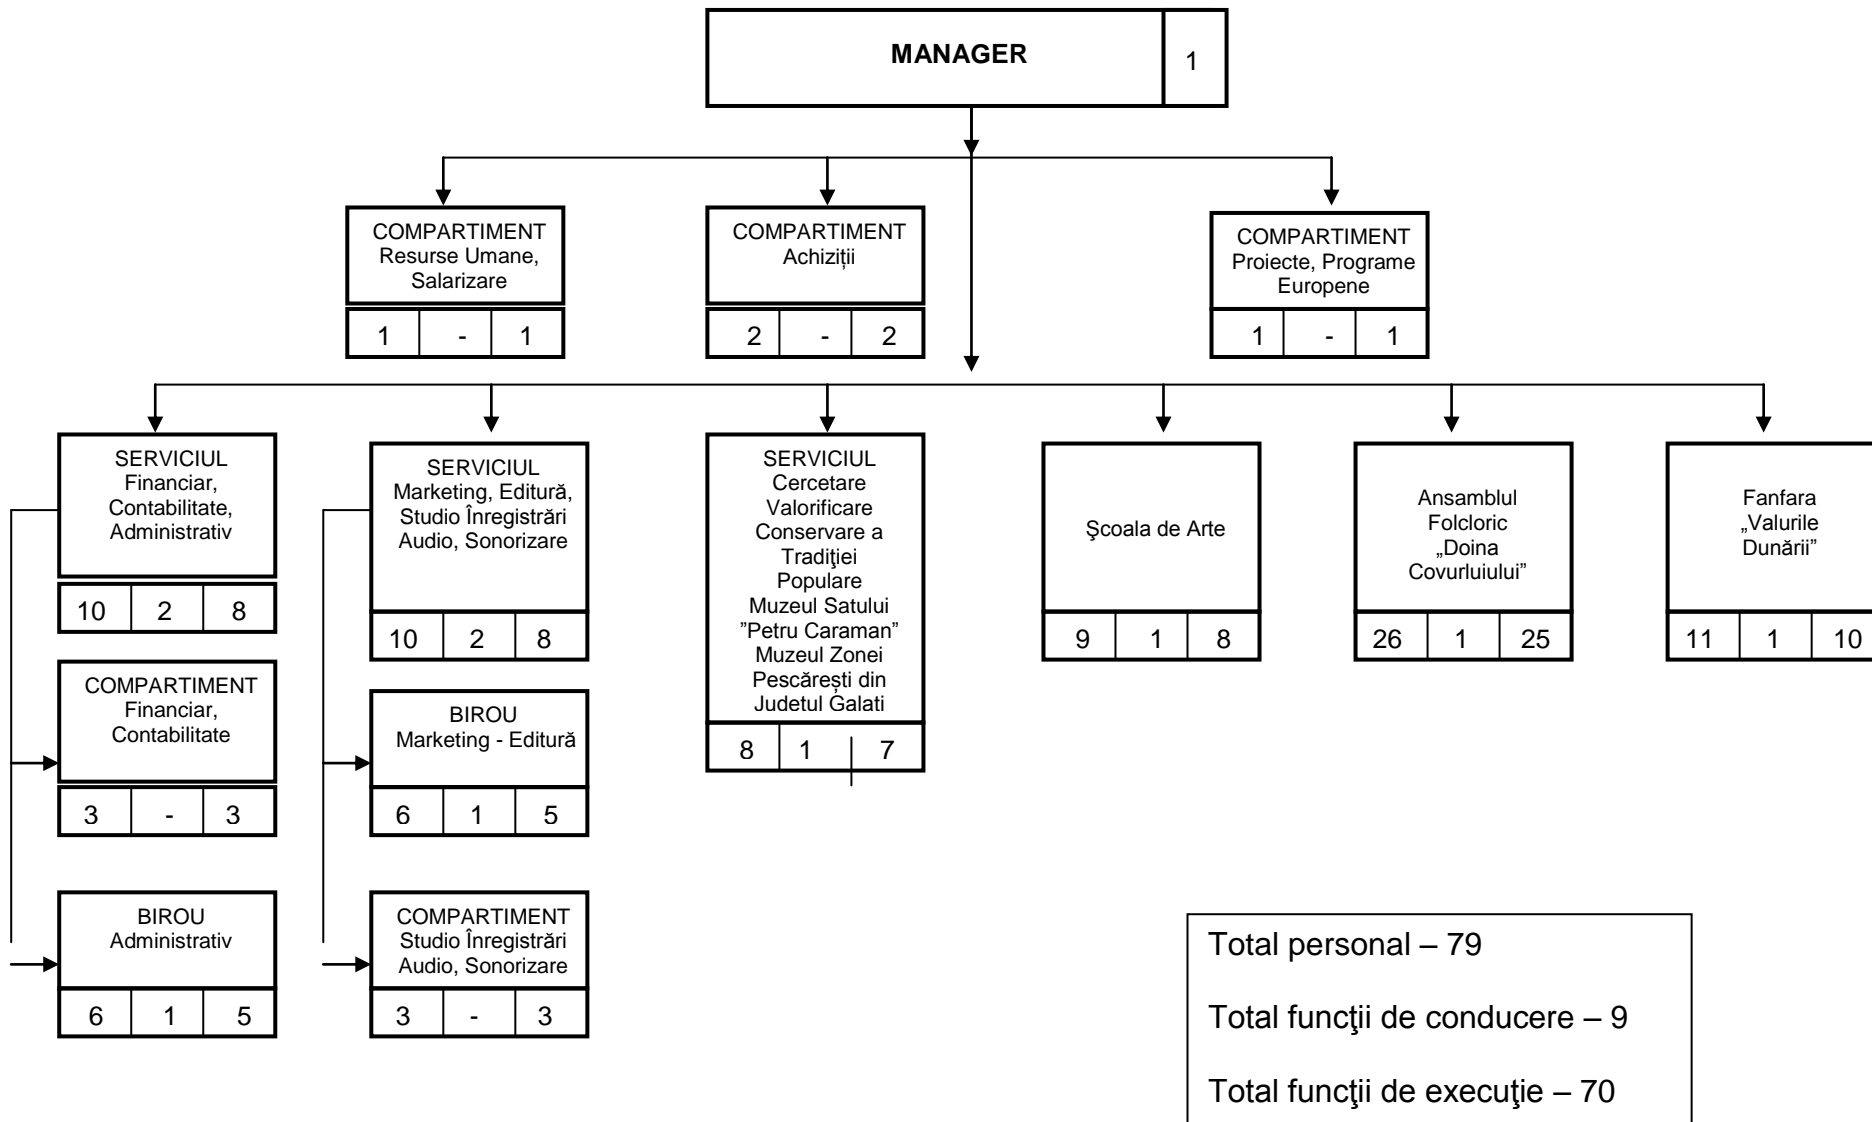 MANAGER
1
COMPARTIMENT
Resurse Umane,
Salarizare
1 - 1
COMPARTIMENT
Achiziții
2 - 2
COMPARTIMENT
Proiecte, Programe
Europene
1 - 1
SERVICIUL
Financiar,
Contabilitate,
Administrativ
10 2 8
COMPARTIMENT
Financiar,
Contabilitate
3 - 3
BIROU
Administrativ
6 1 5
SERVICIUL
Marketing, Editură,
Studio Înregistrări
Audio, Sonorizare
10 2 8
BIROU
Marketing - Editură
6 1 5
COMPARTIMENT
Studio Înregistrări
Audio, Sonorizare
3 - 3
SERVICIUL
Cercetare
Valorificare
Conservare a
Tradiţiei
Populare
Muzeul Satului
”Petru Caraman”
Muzeul Zonei
Pescărești din
Judetul Galati
8 1 7
Şcoala de Arte
9 1 8
Ansamblul
Folcloric
„Doina
Covurluiului”
26 1 25
Fanfara
„Valurile
Dunării”
11 1 10
Total personal – 79
Total funcţii de conducere – 9
Total funcţii de execuţie – 70